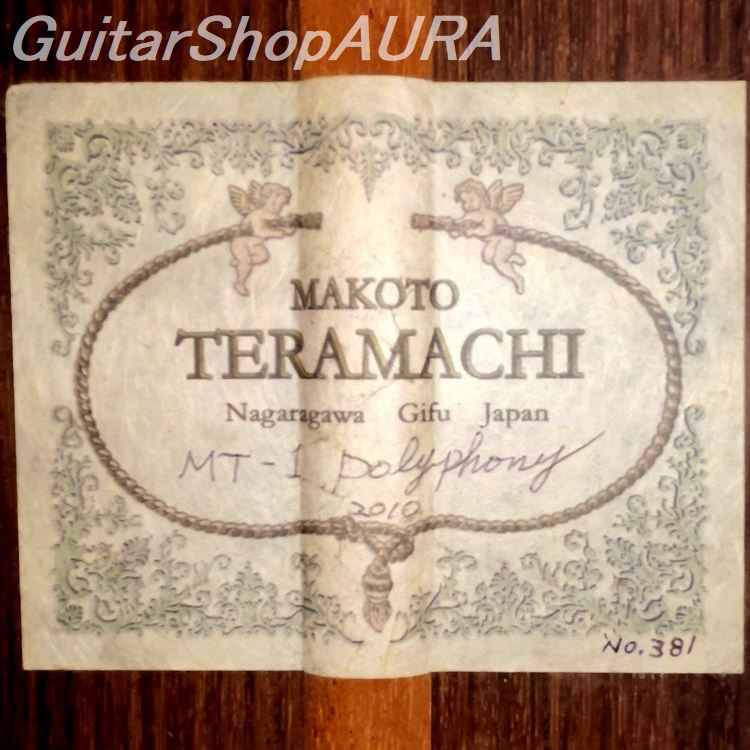 GuitarShopAURA
MAKOTO
TERAMACHI
Nagaragawa Gifu Japan
MT-1 polyphony
2010
No.381